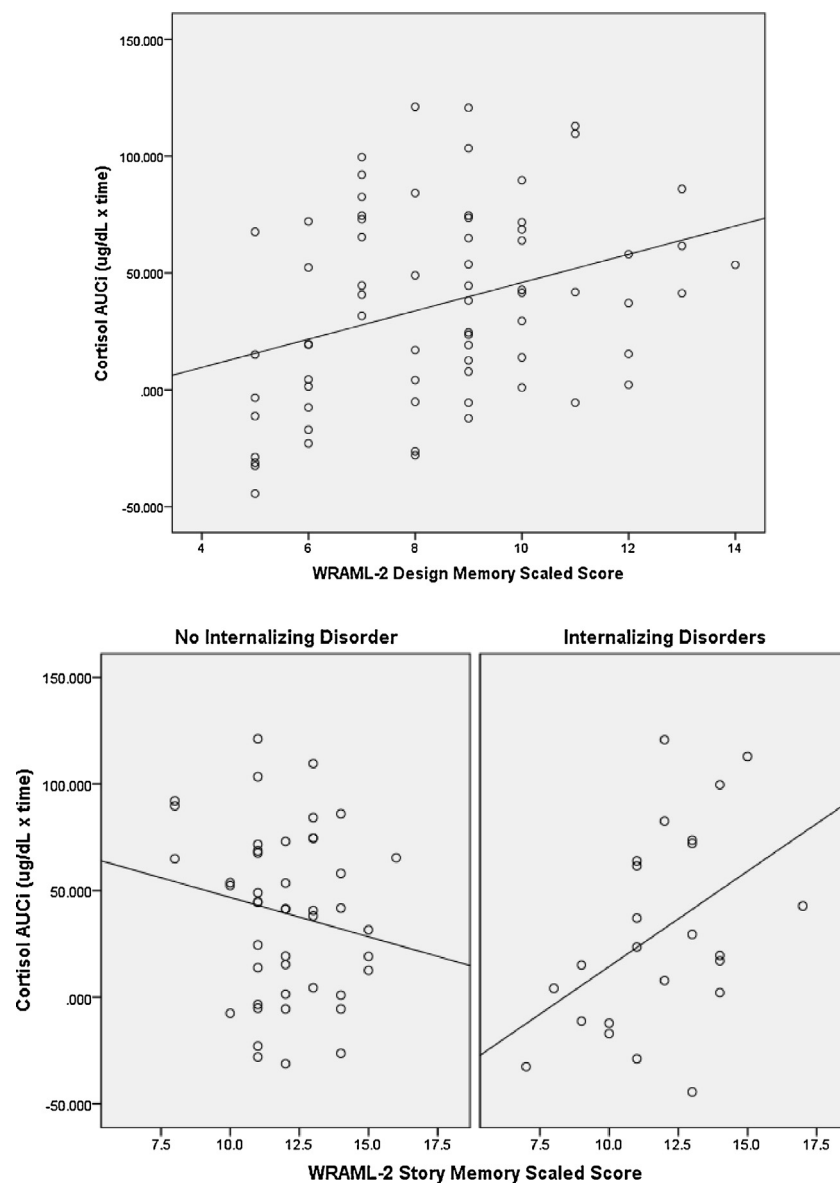 150.000
100.000
50.000
.000
-50.000
Cortisol AUCi (ug/dL x time)
4 6 8 10 12 14
WRAML-2 Design Memory Scaled Score
No Internalizing Disorder Internalizing Disorders
150.000
100.000
50.000
.000
-50.000
Cortisol AUCi (ug/dL x time)
7.5 10.0 12.5 15.0 17.5 7.5 10.0 12.5 15.0 17.5
WRAML-2 Story Memory Scaled Score